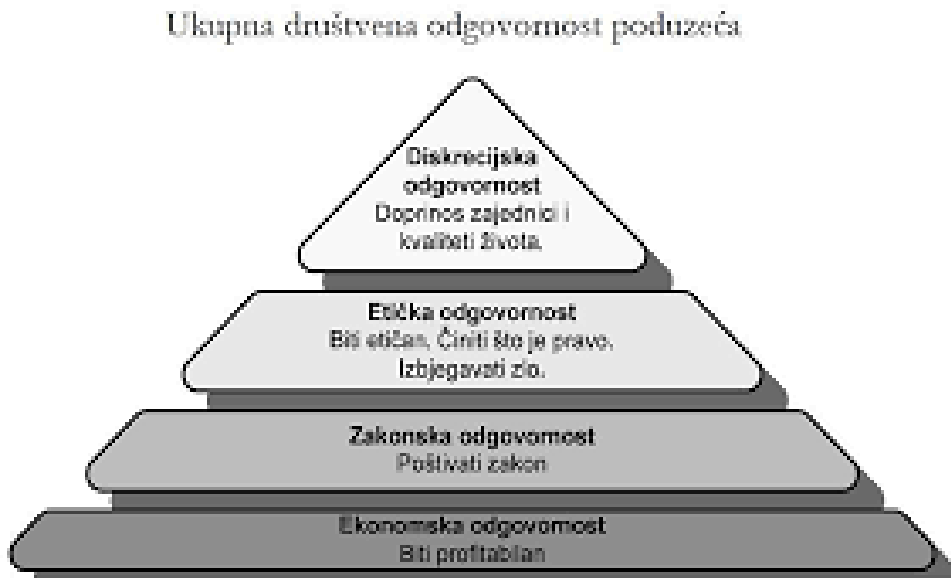 Ukupna društvena odgovornost poduzeća
Diskrecijska
odgovornost
Doprinos zajednici i
kvaliteti života.
Etička odgovornost
Biti etičan. Činiti što je pravo.
Izbjegavati zlo.
Zakonska odgovornost
Poštivati zakon
Ekonomska odgovornost
Biti profitabilan